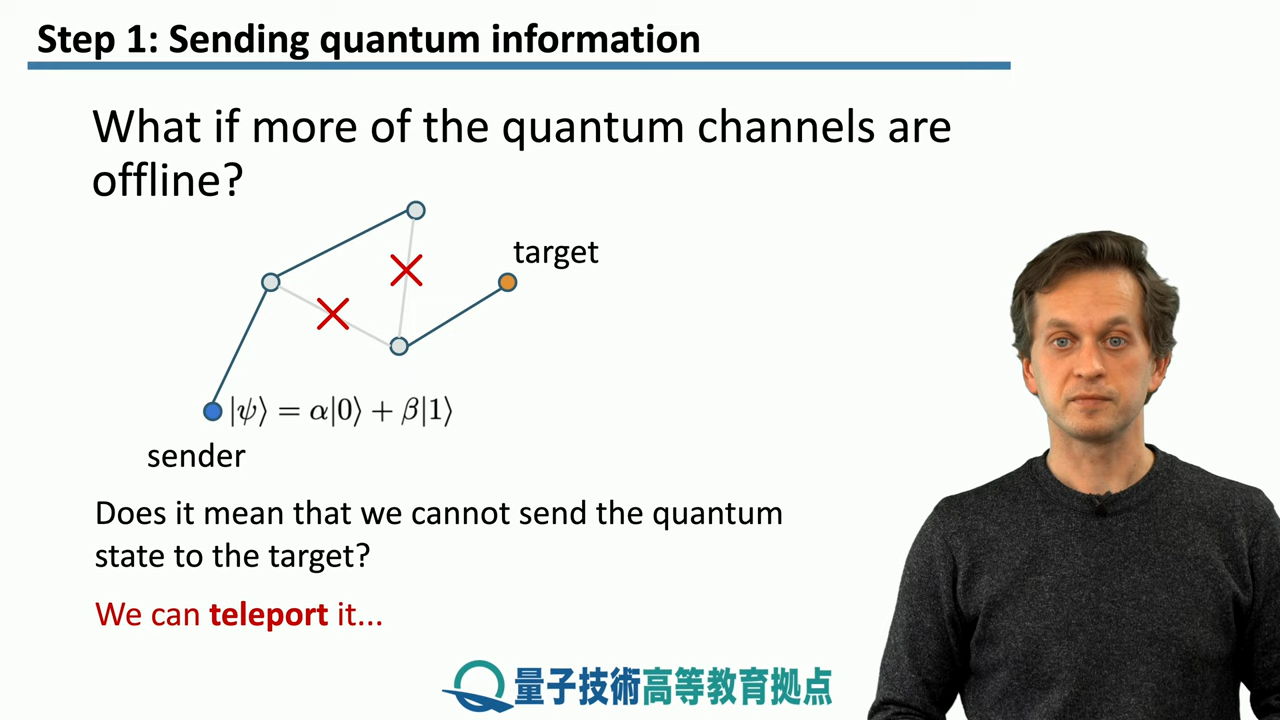 Step 1: Sending quantum information
What if more of the quantum channels are
offline?
target
|ψ⟩ = α|0⟩ + β|1⟩
sender
Does it mean that we cannot send the quantum
state to the target?
We can teleport it...
量子技術高等教育拠点